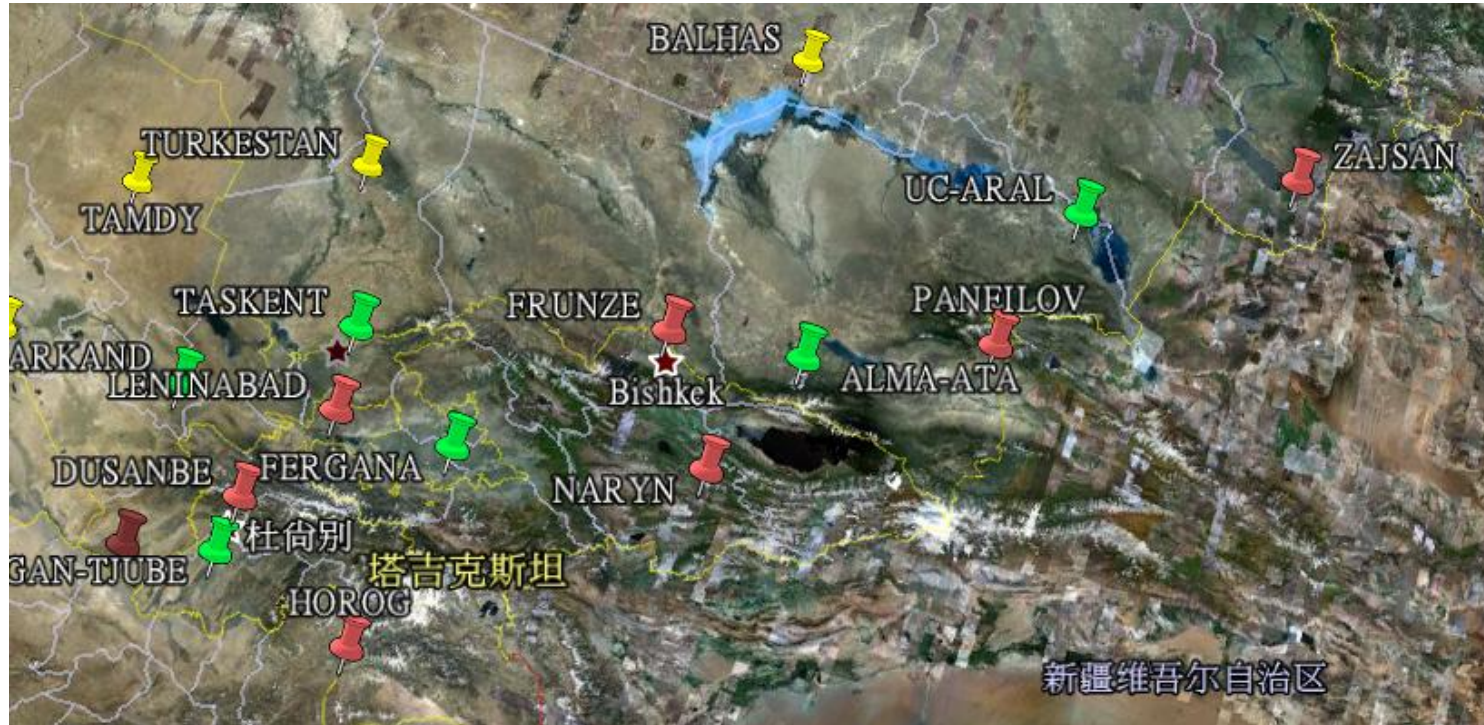 BALHAS
TURKESTAN
ZAJSAN
UC-ARAL
TAMDY
TASKENT
FRUNZE
PANFILOV
ARKAND
LENINABAD
Bishkek
ALMA-ATA
DUSANBE
FERGANA
NARYN
杜尚别
GAN-TJUBE
塔吉克斯坦
HOROG
新疆维吾尔自治区